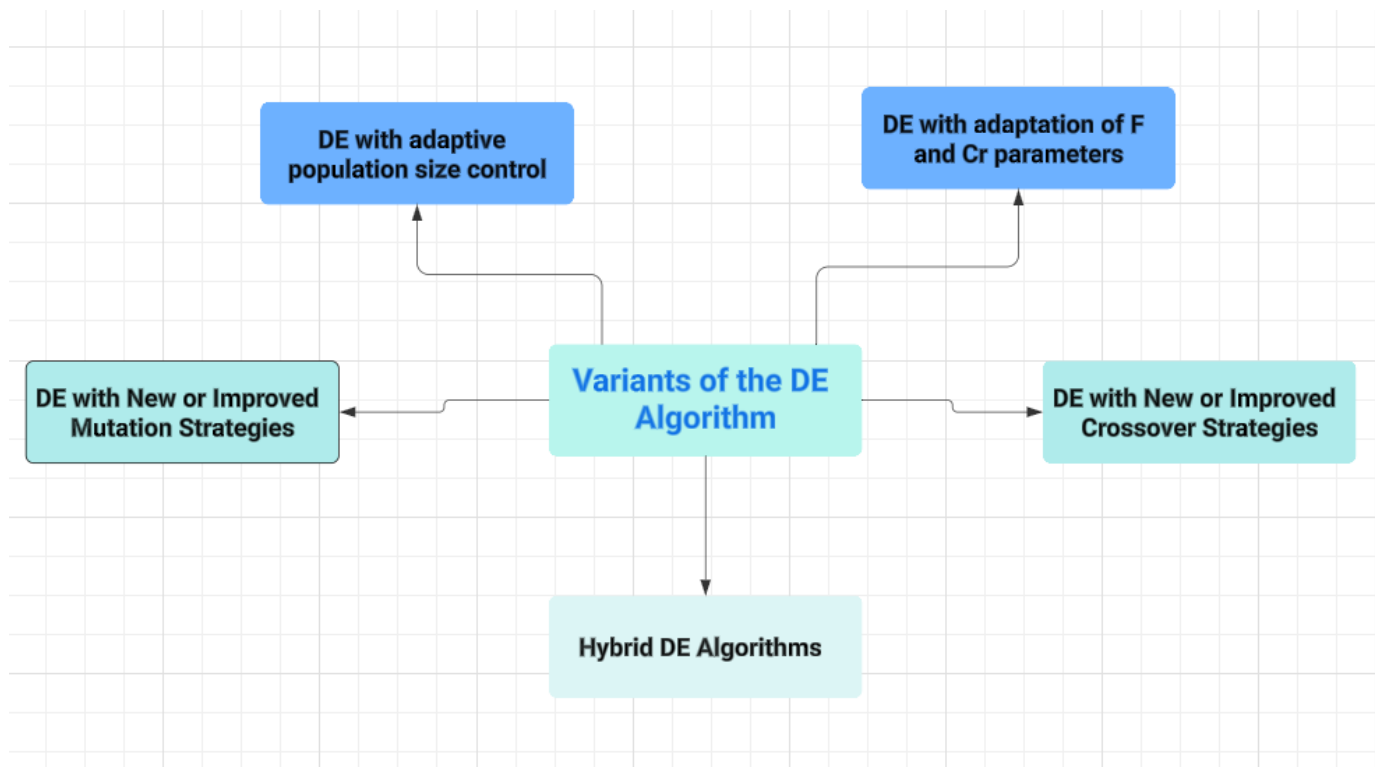 DE with adaptive
population size control
DE with adaptation of F
and Cr parameters
Variants of the DE
Algorithm
DE with New or Improved
Mutation Strategies
DE with New or Improved
Crossover Strategies
Hybrid DE Algorithms